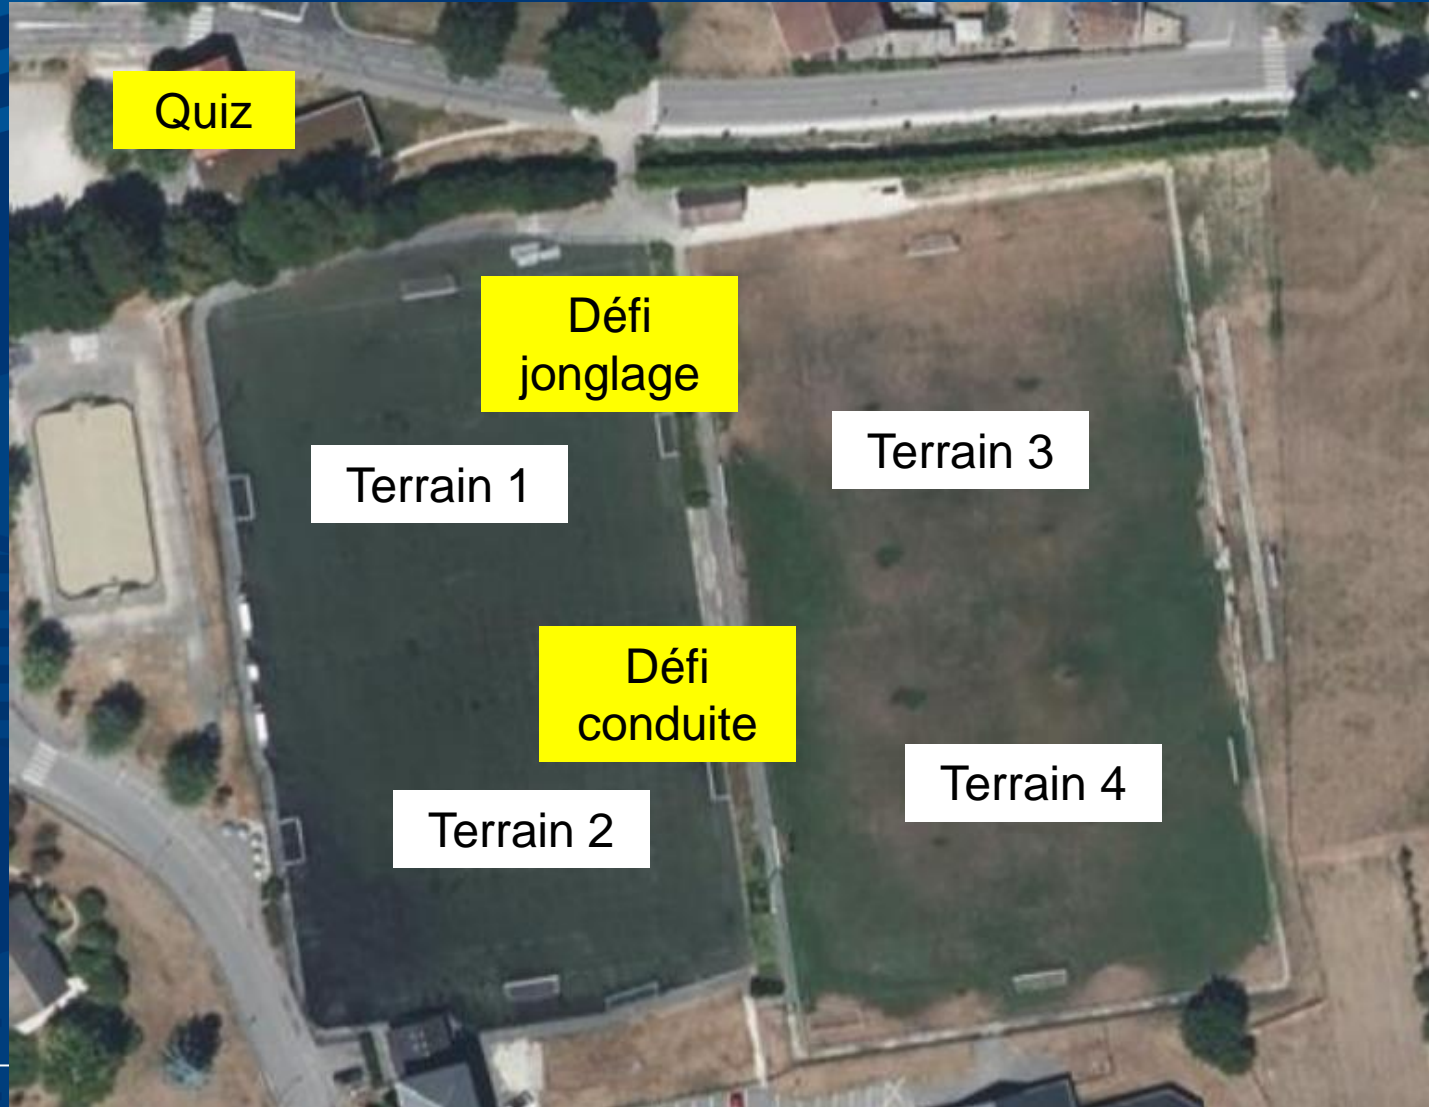 Quiz
Défi
jonglage
Terrain 1
Terrain 3
Défi
conduite
Terrain 4
Terrain 2